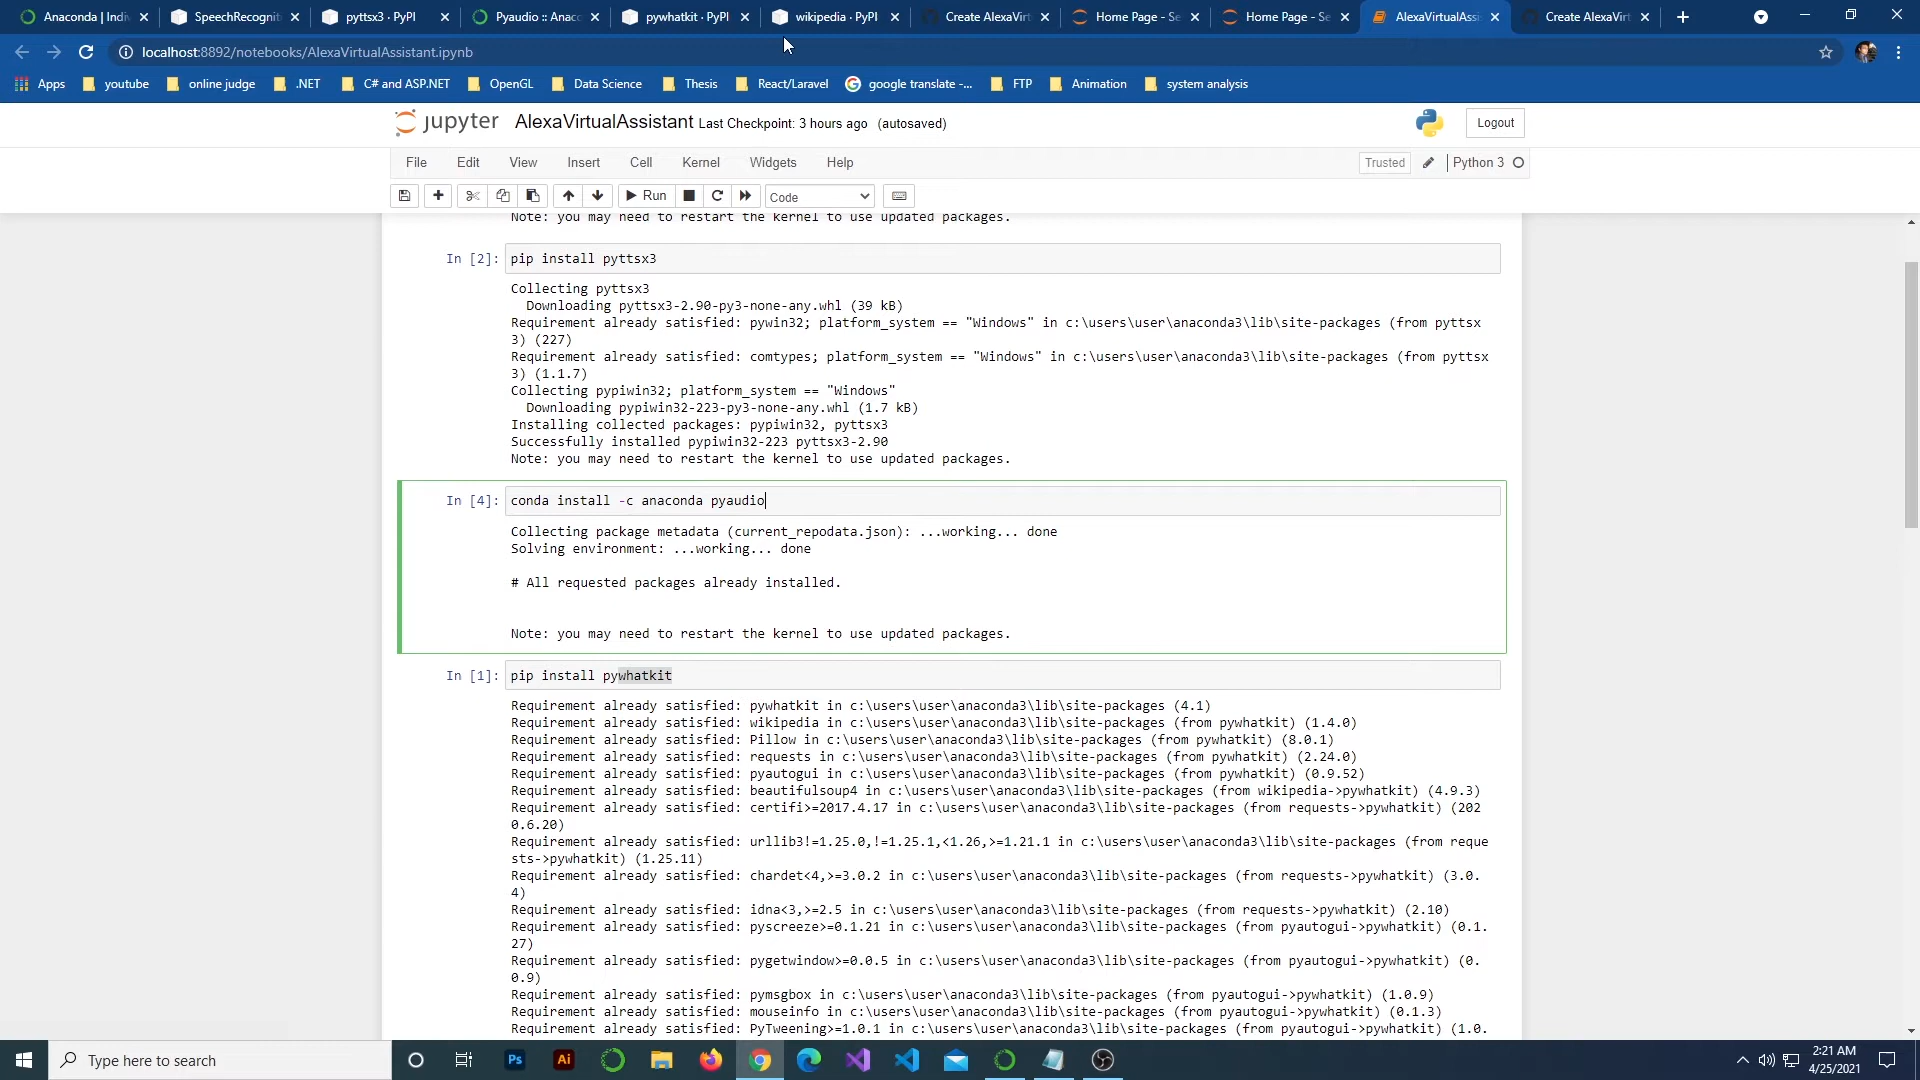 Anaconda | Indiv
SpeechRecogniti
pyttsx3 · PyPI
Pyaudio :: Anaco
pywhatkit · PyPI
wikipedia · PyPI
Create AlexaVirt
Home Page - Se
Home Page - Se
AlexaVirtualAssis
Create AlexaVirt
localhost:8892/notebooks/AlexaVirtualAssistant.ipynb
Apps
youtube
online judge
.NET
C# and ASP.NET
OpenGL
Data Science
Thesis
React/Laravel
google translate -...
FTP
Animation
system analysis
jupyter AlexaVirtualAssistant Last Checkpoint: 3 hours ago (autosaved)
Logout
File Edit View Insert Cell Kernel Widgets Help
Trusted
Python 3
Run
Code
Note: you may need to restart the kernel to use updated packages.
In [2]: pip install pyttsx3
Collecting pyttsx3
Downloading pyttsx3-2.90-py3-none-any.whl (39 kB)
Requirement already satisfied: pywin32; platform_system == "Windows" in c:\users\user\anaconda3\lib\site-packages (from pyttsx
3) (227)
Requirement already satisfied: comtypes; platform_system == "Windows" in c:\users\user\anaconda3\lib\site-packages (from pyttsx
3) (1.1.7)
Collecting pypiwin32; platform_system == "Windows"
Downloading pypiwin32-223-py3-none-any.whl (1.7 kB)
Installing collected packages: pypiwin32, pyttsx3
Successfully installed pypiwin32-223 pyttsx3-2.90
Note: you may need to restart the kernel to use updated packages.
In [4]: conda install -c anaconda pyaudio
Collecting package metadata (current_repodata.json): ...working... done
Solving environment: ...working... done
# All requested packages already installed.
Note: you may need to restart the kernel to use updated packages.
In [1]: pip install pywhatkit
Requirement already satisfied: pywhatkit in c:\users\user\anaconda3\lib\site-packages (4.1)
Requirement already satisfied: wikipedia in c:\users\user\anaconda3\lib\site-packages (from pywhatkit) (1.4.0)
Requirement already satisfied: Pillow in c:\users\user\anaconda3\lib\site-packages (from pywhatkit) (8.0.1)
Requirement already satisfied: requests in c:\users\user\anaconda3\lib\site-packages (from pywhatkit) (2.24.0)
Requirement already satisfied: pyautogui in c:\users\user\anaconda3\lib\site-packages (from pywhatkit) (0.9.52)
Requirement already satisfied: beautifulsoup4 in c:\users\user\anaconda3\lib\site-packages (from wikipedia->pywhatkit) (4.9.3)
Requirement already satisfied: certifi>=2017.4.17 in c:\users\user\anaconda3\lib\site-packages (from requests->pywhatkit) (202
0.6.20)
Requirement already satisfied: urllib3!=1.25.0,!=1.25.1,<1.26,>=1.21.1 in c:\users\user\anaconda3\lib\site-packages (from reque
sts->pywhatkit) (1.25.11)
Requirement already satisfied: chardet<4,>=3.0.2 in c:\users\user\anaconda3\lib\site-packages (from requests->pywhatkit) (3.0.
4)
Requirement already satisfied: idna<3,>=2.5 in c:\users\user\anaconda3\lib\site-packages (from requests->pywhatkit) (2.10)
Requirement already satisfied: pyscreeze>=0.1.21 in c:\users\user\anaconda3\lib\site-packages (from pyautogui->pywhatkit) (0.1.
27)
Requirement already satisfied: pygetwindow>=0.0.5 in c:\users\user\anaconda3\lib\site-packages (from pyautogui->pywhatkit) (0.
0.9)
Requirement already satisfied: pymsgbox in c:\users\user\anaconda3\lib\site-packages (from pyautogui->pywhatkit) (1.0.9)
Requirement already satisfied: mouseinfo in c:\users\user\anaconda3\lib\site-packages (from pyautogui->pywhatkit) (0.1.3)
Requirement already satisfied: PyTweening>=1.0.1 in c:\users\user\anaconda3\lib\site-packages (from pyautogui->pywhatkit) (1.0.
Type here to search
Ps
Ai
2:21 AM
4/25/2021